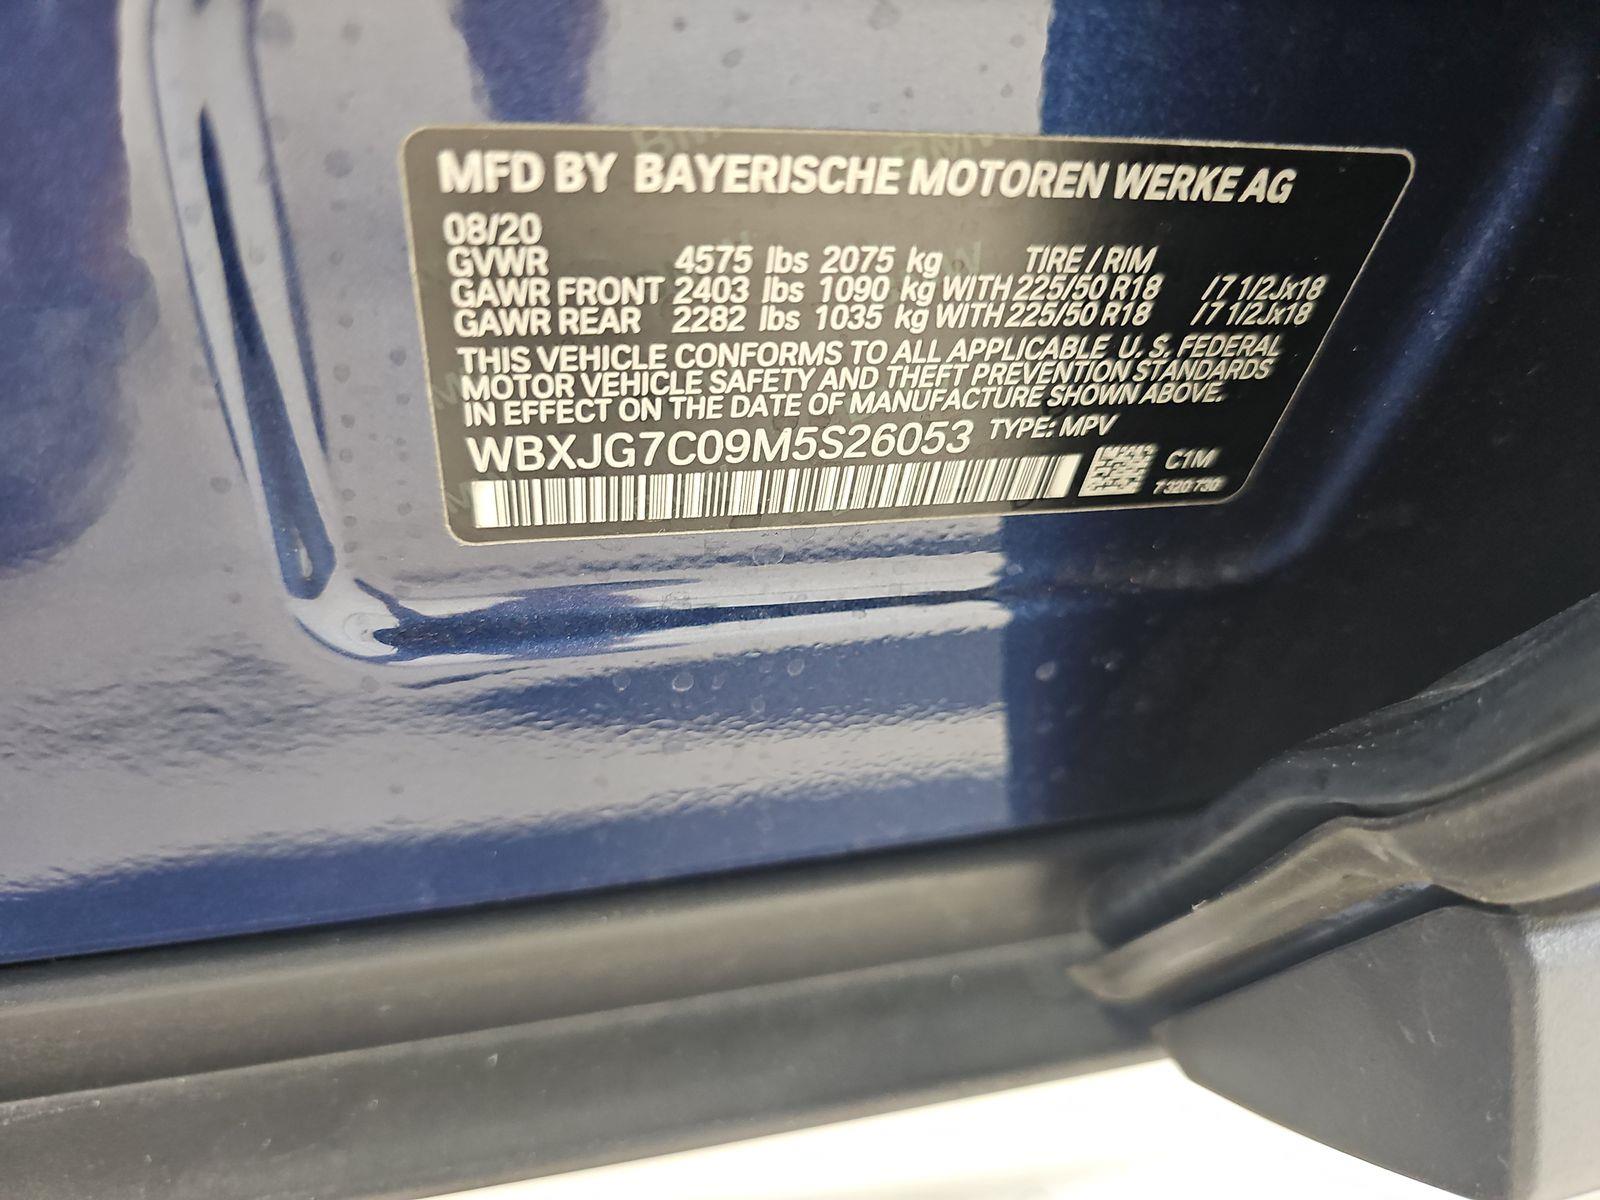 MFD BY BAYERISCHE MOTOREN WERKE AG
08/20
GVWR 4575 lbs 2075 kg TIRE / RIM
GAWR FRONT 2403 lbs 1090 kg WITH 225/50 R18 / 7 1/2Jx18
GAWR REAR 2282 lbs 1035 kg WITH 225/50 R18 / 7 1/2Jx18
THIS VEHICLE CONFORMS TO ALL APPLICABLE U. S. FEDERAL
MOTOR VEHICLE SAFETY AND THEFT PREVENTION STANDARDS
IN EFFECT ON THE DATE OF MANUFACTURE SHOWN ABOVE.
WBXJG7C09M5S26053 TYPE: MPV
C1M
7 320 730